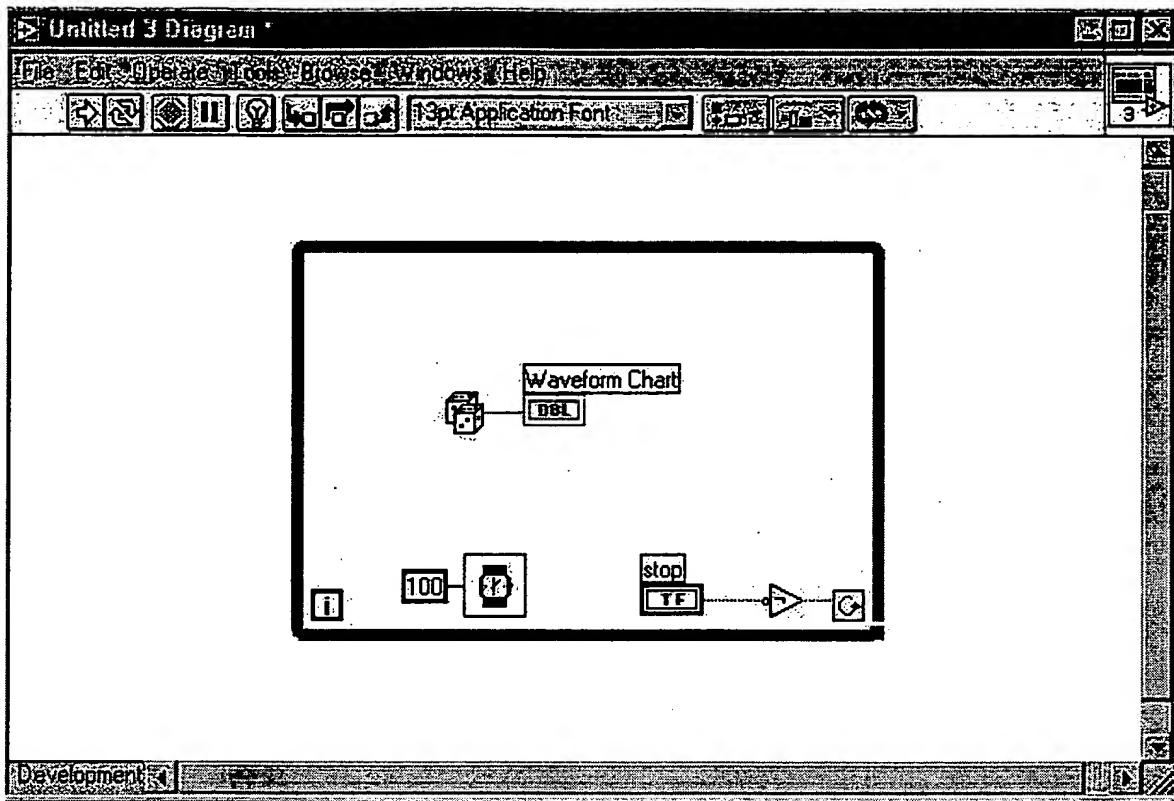 Untitled 3 Diagram *
File Edit Operate Tools Browse Windows Help
13pt Application Font
3
Waveform Chart
DBL
100
stop
TF
i
Development